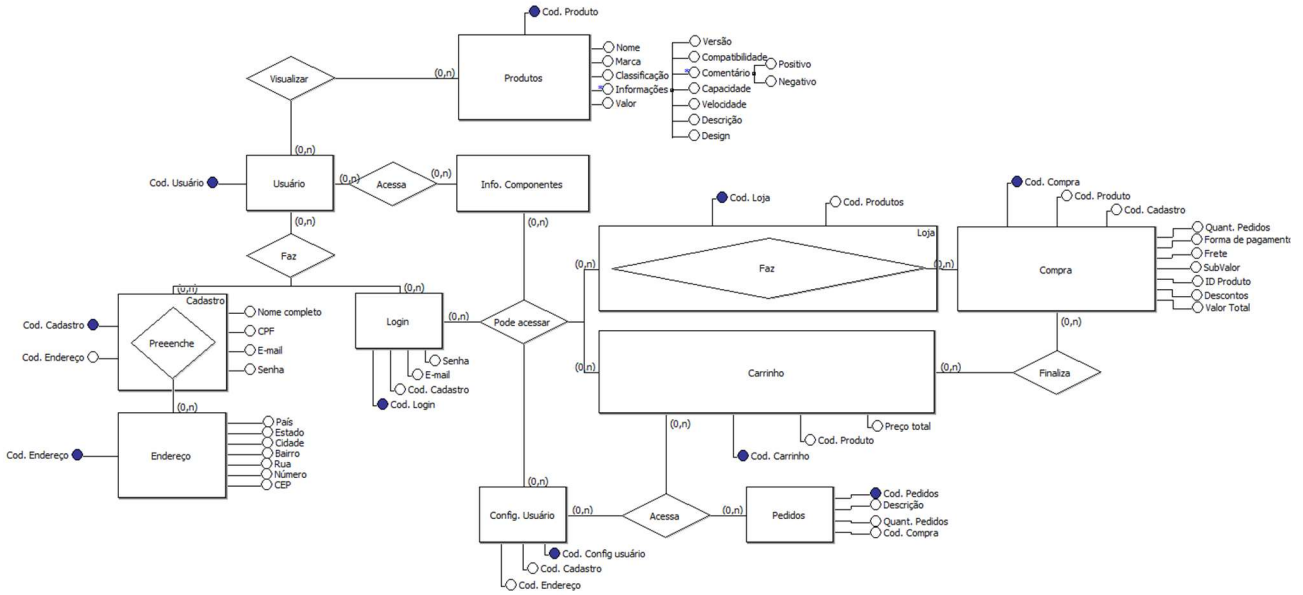 Cod. Produto
Produtos
Nome
Marca
Classificação
Informações
Valor
Versão
Compatibilidade
Comentário
Capacidade
Velocidade
Descrição
Design
Positivo
Negativo
Visualizar
(0,n)
(0,n)
Cod. Usuário
Usuário
(0,n)
Acessa
(0,n)
Info. Componentes
(0,n)
(0,n)
Faz
Cod. Loja
Cod. Produtos
Loja
(0,n)
Faz
(0,n)
Cod. Compra
Cod. Produto
Cod. Cadastro
Compra
Quant. Pedidos
Forma de pagamento
Frete
SubValor
ID Produto
Descontos
Valor Total
(0,n)
(0,n)
(0,n)
Cadastro
Preeenche
Cod. Cadastro
Cod. Endereço
Nome completo
CPF
E-mail
Senha
Login
(0,n)
Pode acessar
Senha
E-mail
Cod. Cadastro
Cod. Login
(0,n)
Carrinho
(0,n)
Finaliza
(0,n)
Preço total
Cod. Produto
Cod. Carrinho
(0,n)
Cod. Endereço
Endereço
País
Estado
Cidade
Bairro
Rua
Número
CEP
(0,n)
Config. Usuário
(0,n)
Acessa
(0,n)
Pedidos
Cod. Pedidos
Descrição
Quant. Pedidos
Cod. Compra
Cod. Config usuário
Cod. Cadastro
Cod. Endereço